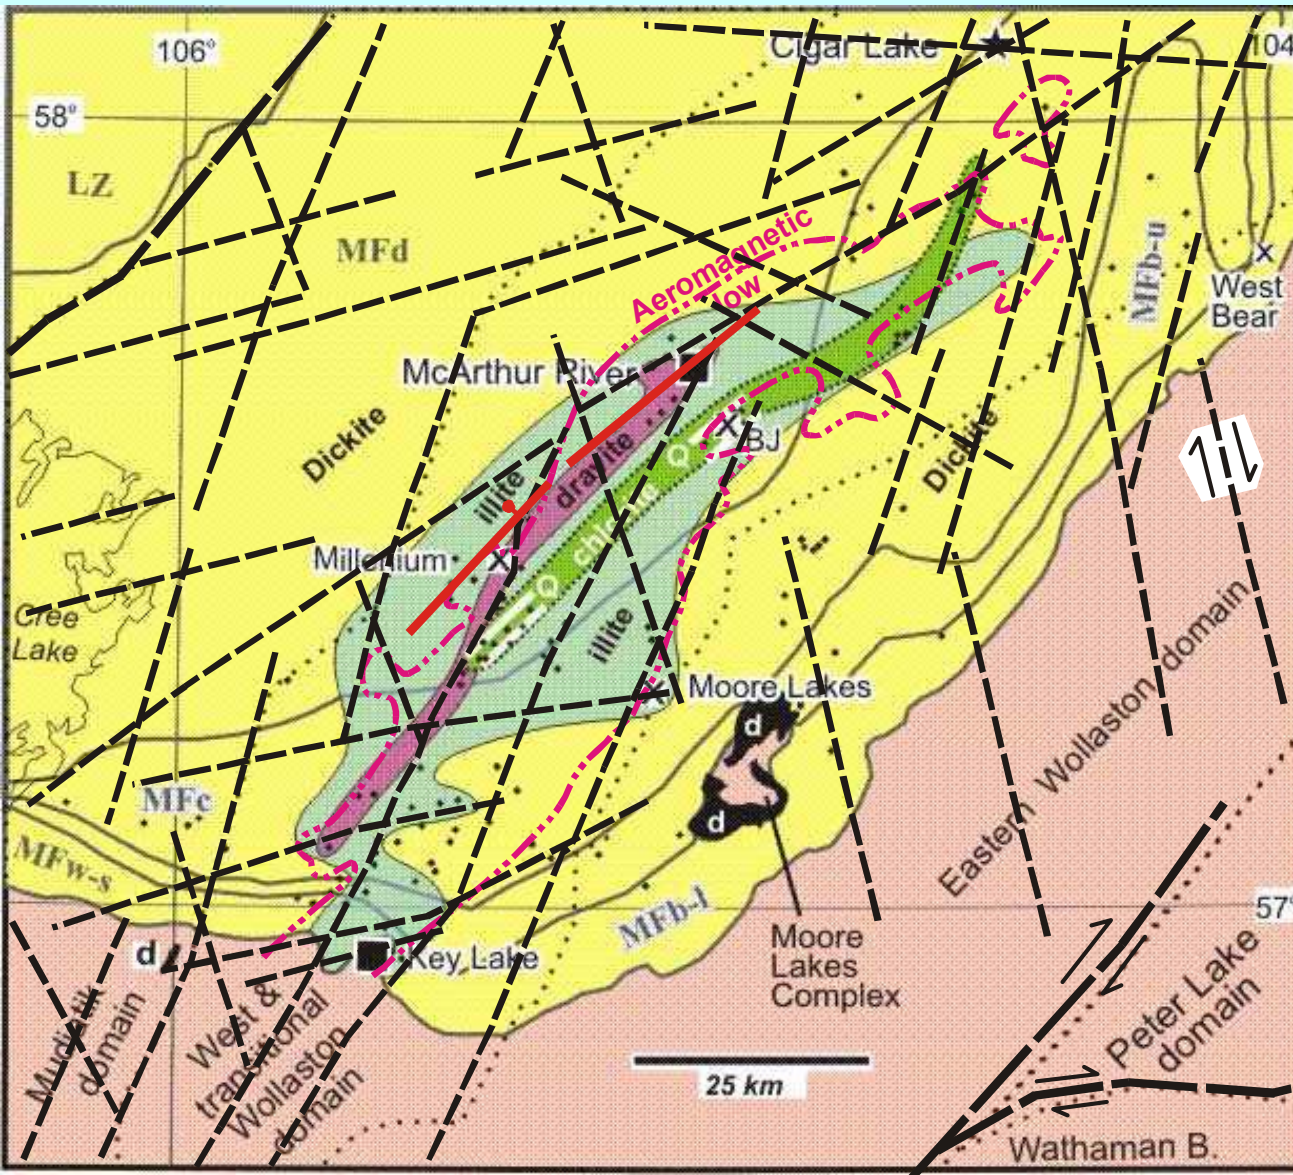 106°
Cigar Lake
104
58°
LZ
MFd
Aeromagnetic
low
MFb-u
West
Bear
McArthur River
Dickite
BJ
Dickite
dravite
illite
Q
chlorite
Millenium
Q
illite
Cree
Lake
Moore Lakes
d
d
MFc
MFw-s
Eastern Wollaston domain
MFb-l
57°
d
Key Lake
Moore
Lakes
Complex
Mudjatik
domain
West &
transitional
Wollaston
domain
25 km
Peter Lake
domain
Wathaman B.